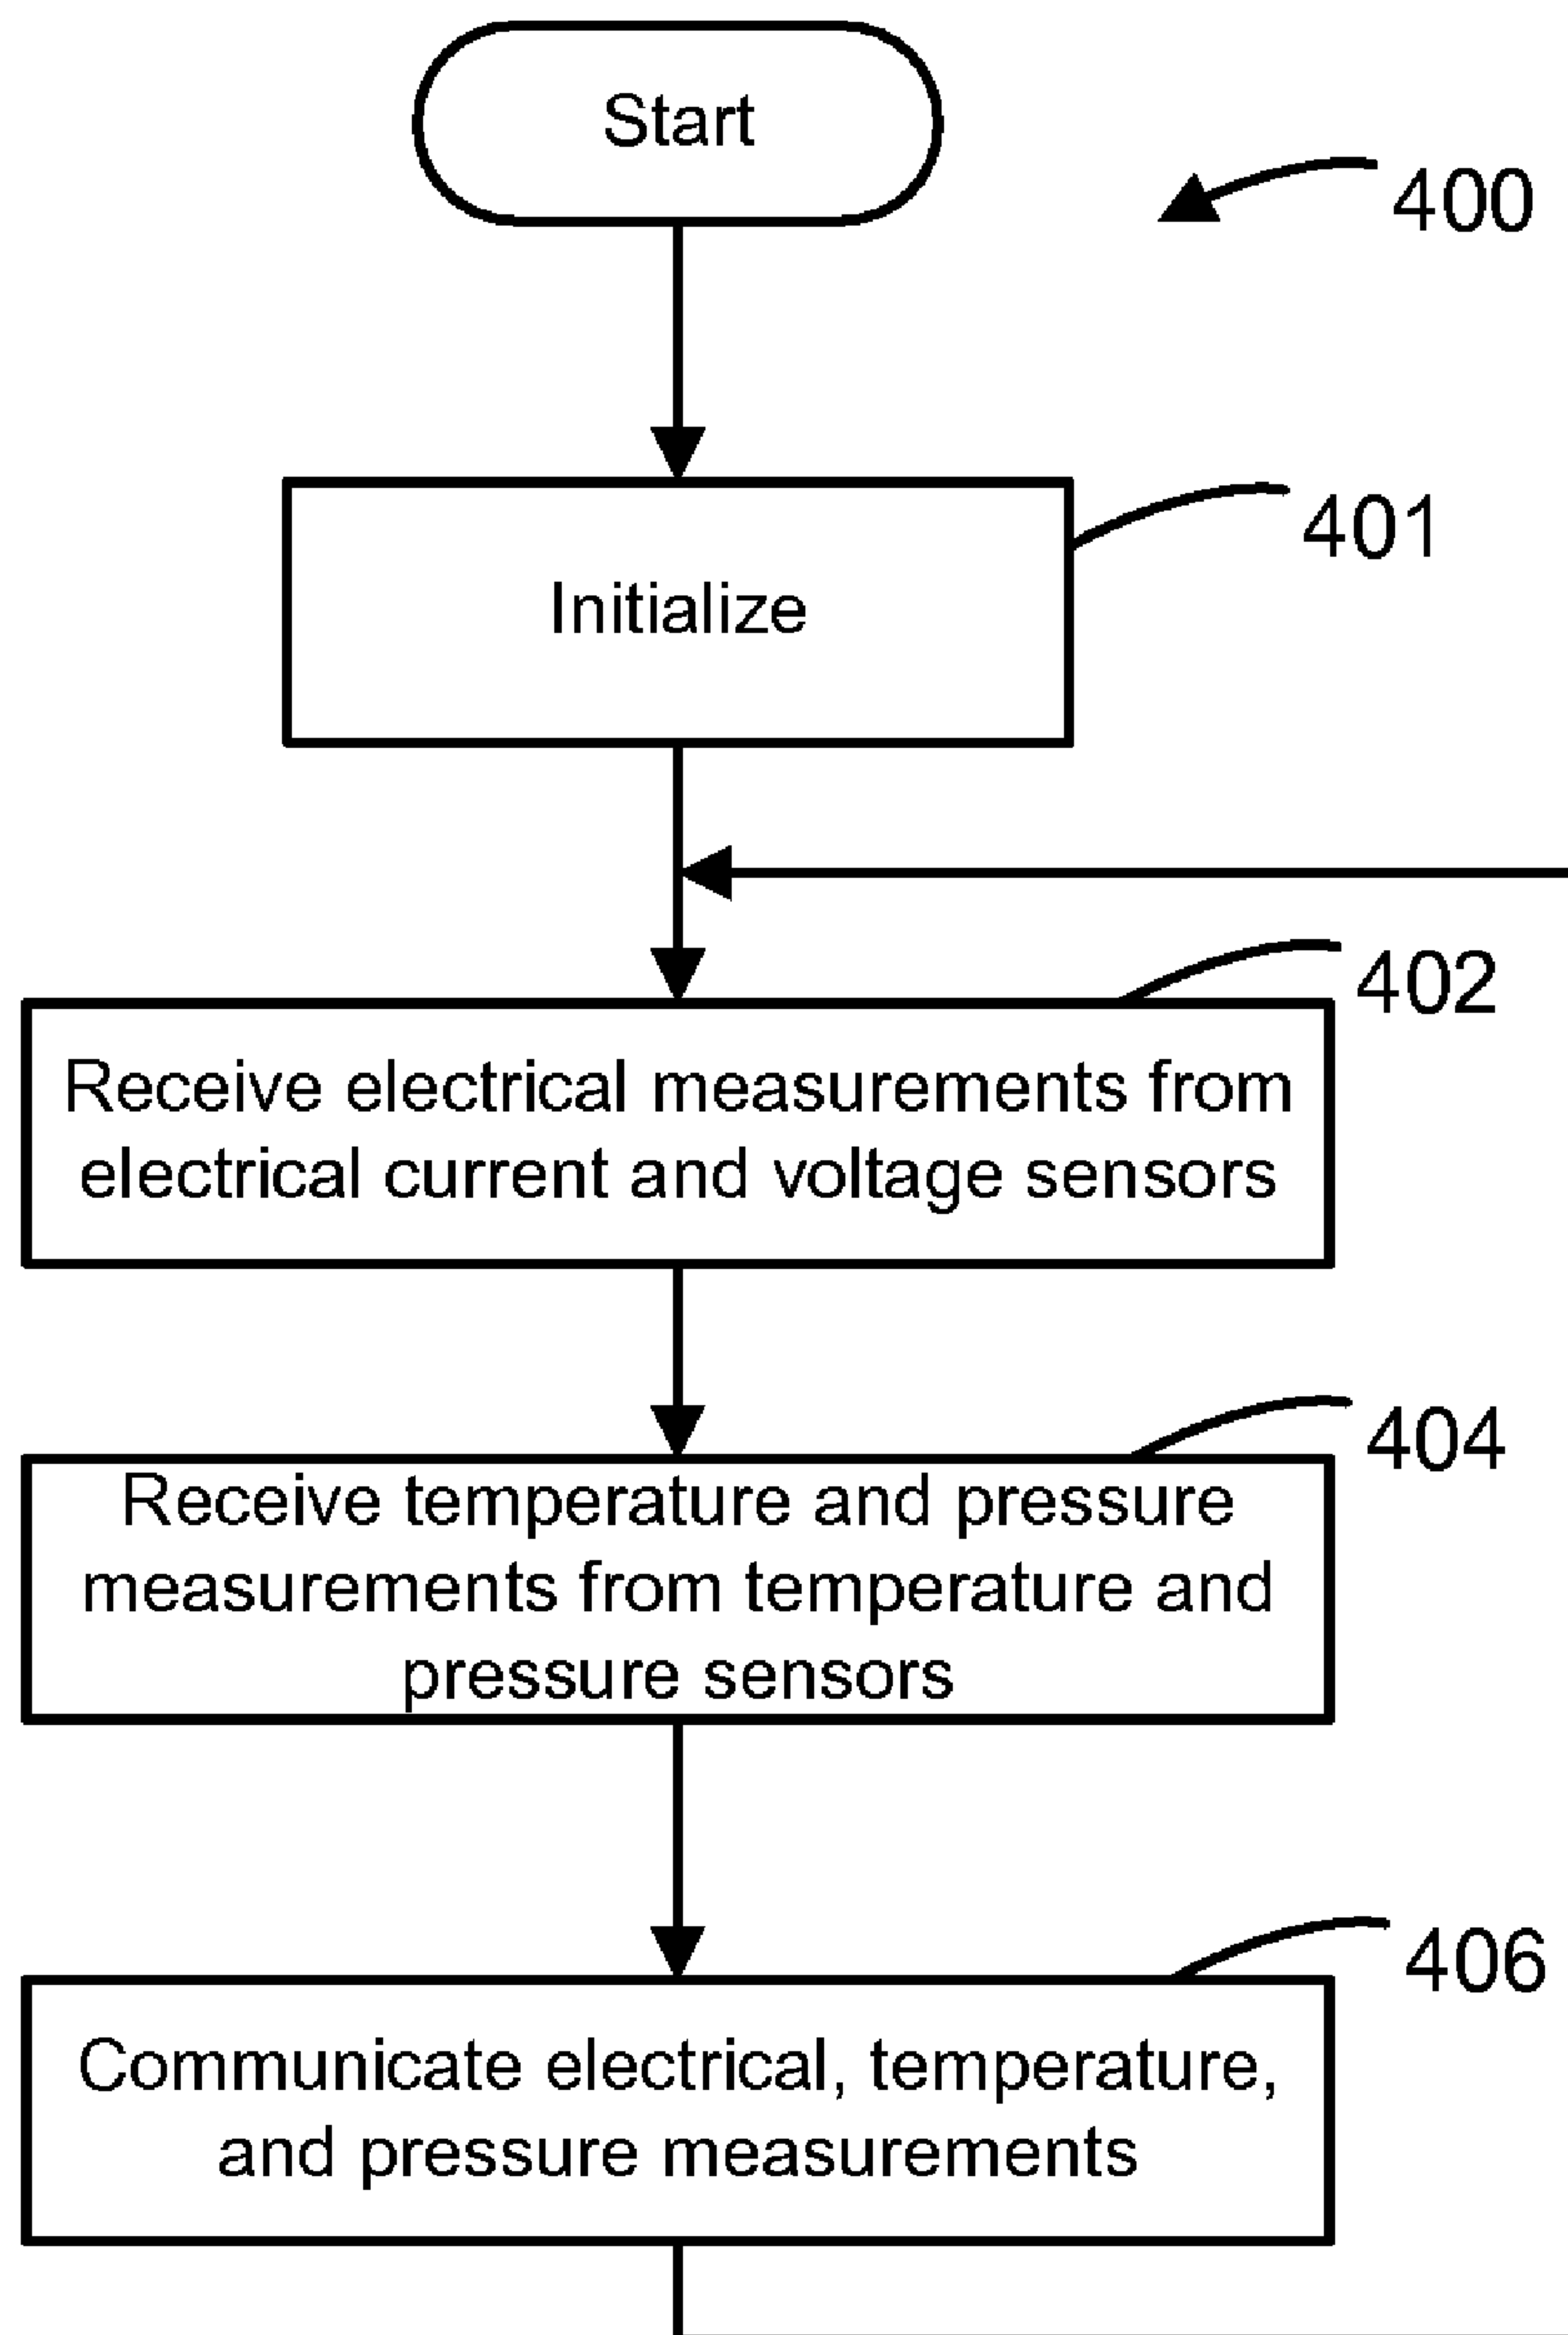 Start
400
401
Initialize
402
Receive electrical measurements from
electrical current and voltage sensors
404
Receive temperature and pressure
measurements from temperature and
pressure sensors
406
Communicate electrical, temperature,
and pressure measurements